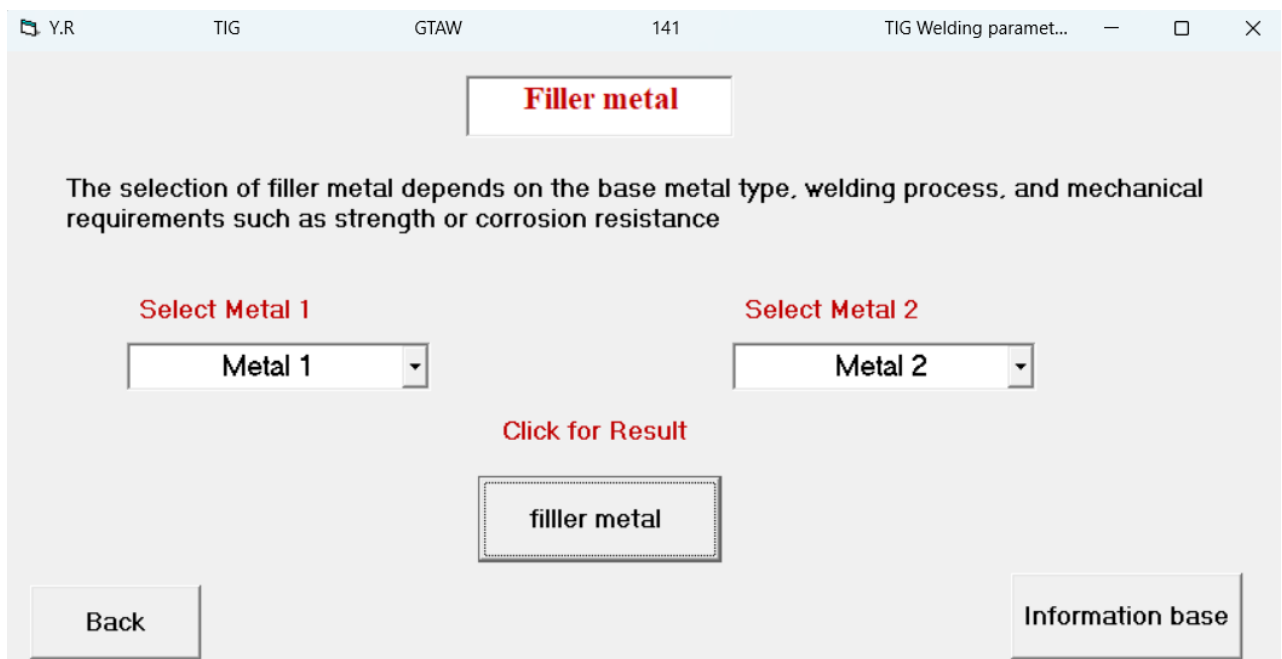 Y.R TIG GTAW 141 TIG Welding paramet...
Filler metal
The selection of filler metal depends on the base metal type, welding process, and mechanical
requirements such as strength or corrosion resistance
Select Metal 1 Select Metal 2
Metal 1 Metal 2
Click for Result
filller metal
Back Information base